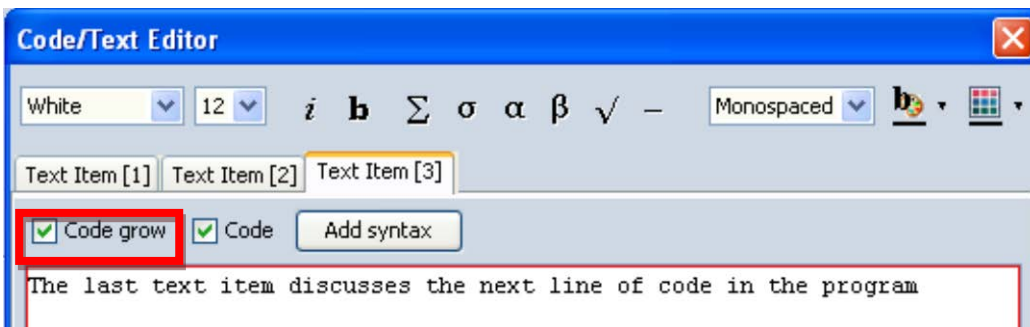 Code/Text Editor
White 12 i b Σ σ α β √ – Monospaced b
Text Item [1] Text Item [2] Text Item [3]
Code grow Code Add syntax
The last text item discusses the next line of code in the program